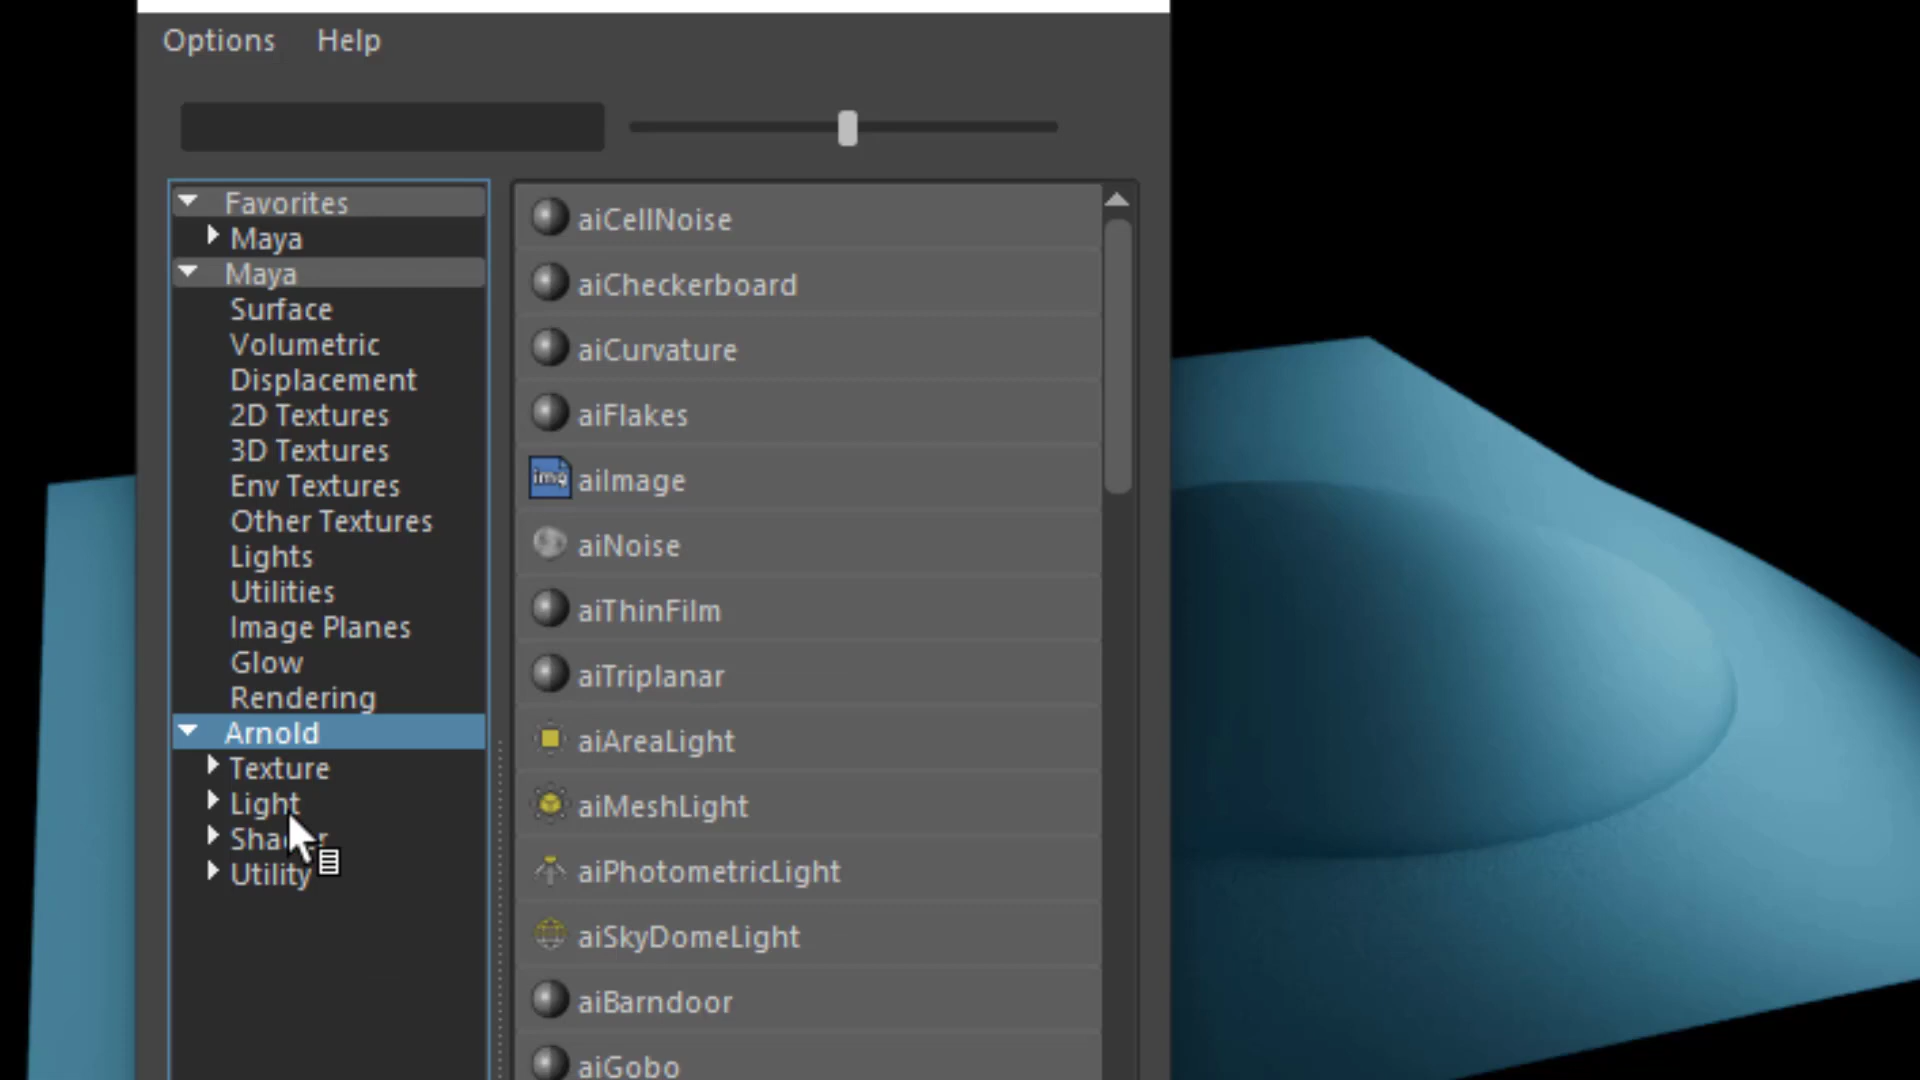 Options Help
Favorites
Maya
Maya
Surface
Volumetric
Displacement
2D Textures
3D Textures
Env Textures
Other Textures
Lights
Utilities
Image Planes
Glow
Rendering
Arnold
Texture
Light
Utility
aiCellNoise
aiCheckerboard
aiCurvature
aiFlakes
img
aiImage
aiNoise
aiThinFilm
aiTriplanar
aiAreaLight
aiMeshLight
aiPhotometricLight
aiSkyDomeLight
aiBarndoor
aiGobo